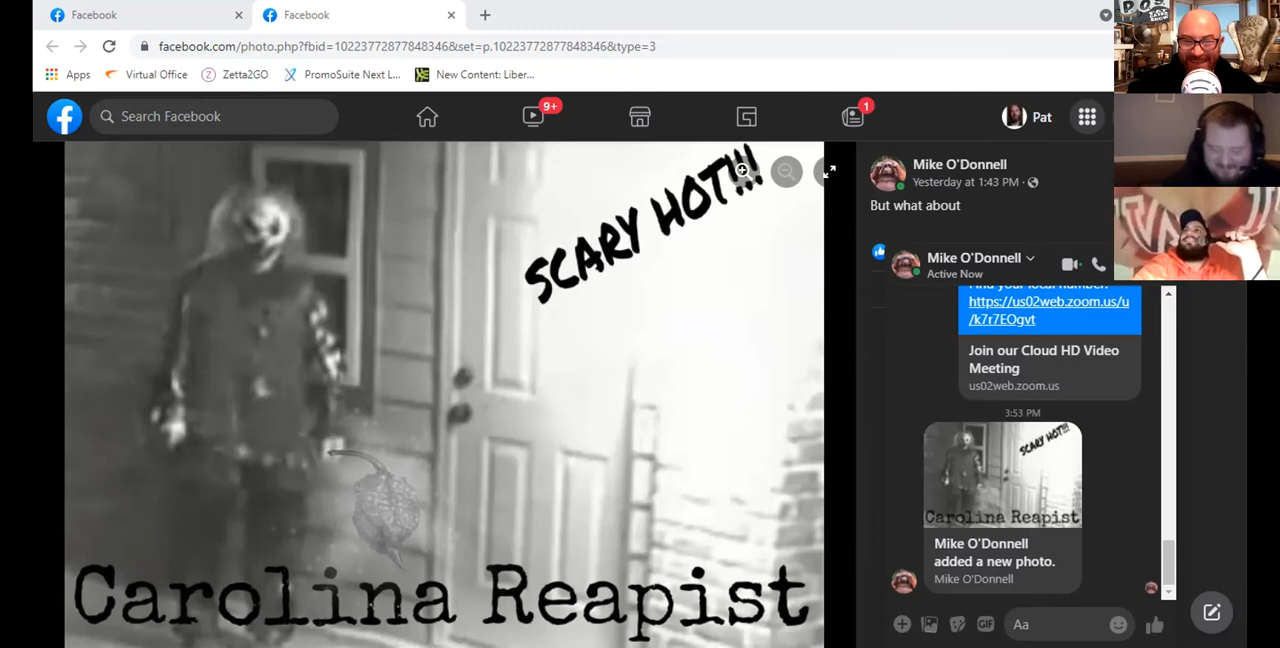 Facebook
Facebook
facebook.com/photo.php?fbid=10223772877848346&set=p.10223772877848346&type=3
Apps
Virtual Office
Zetta2GO
PromoSuite Next L...
New Content: Liber...
Search Facebook
9+
1
Pat
SCARY HOT!!!
Carolina Reapist
Mike O'Donnell
Yesterday at 1:43 PM
But what about
Mike O'Donnell
Active Now
Find your local number:
https://us02web.zoom.us/u
/k7r7EOgvt
Join our Cloud HD Video
Meeting
us02web.zoom.us
3:53 PM
SCARY HOT!!!
Carolina Reapist
Mike O'Donnell
added a new photo.
Mike O'Donnell
GIF
Aa